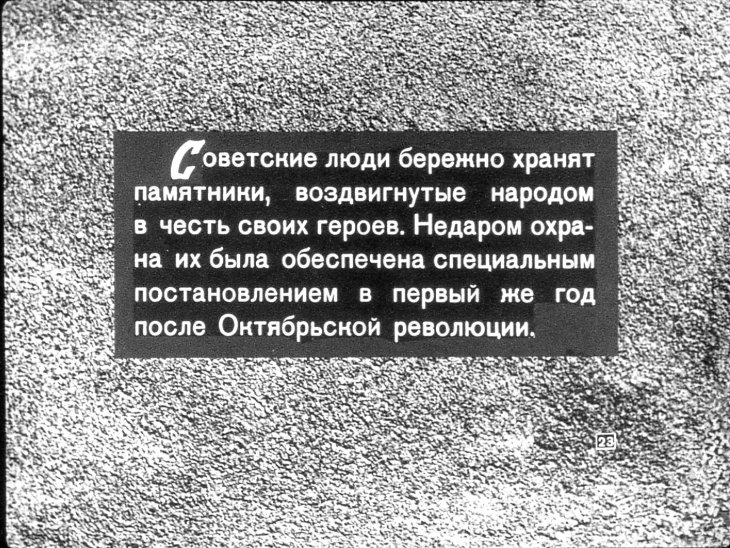 Советские люди бережно хранят
памятники, воздвигнутые народом
в честь своих героев. Недаром охра-
на их была обеспечена специальным
постановлением в первый же год
после Октябрьской революции.
23